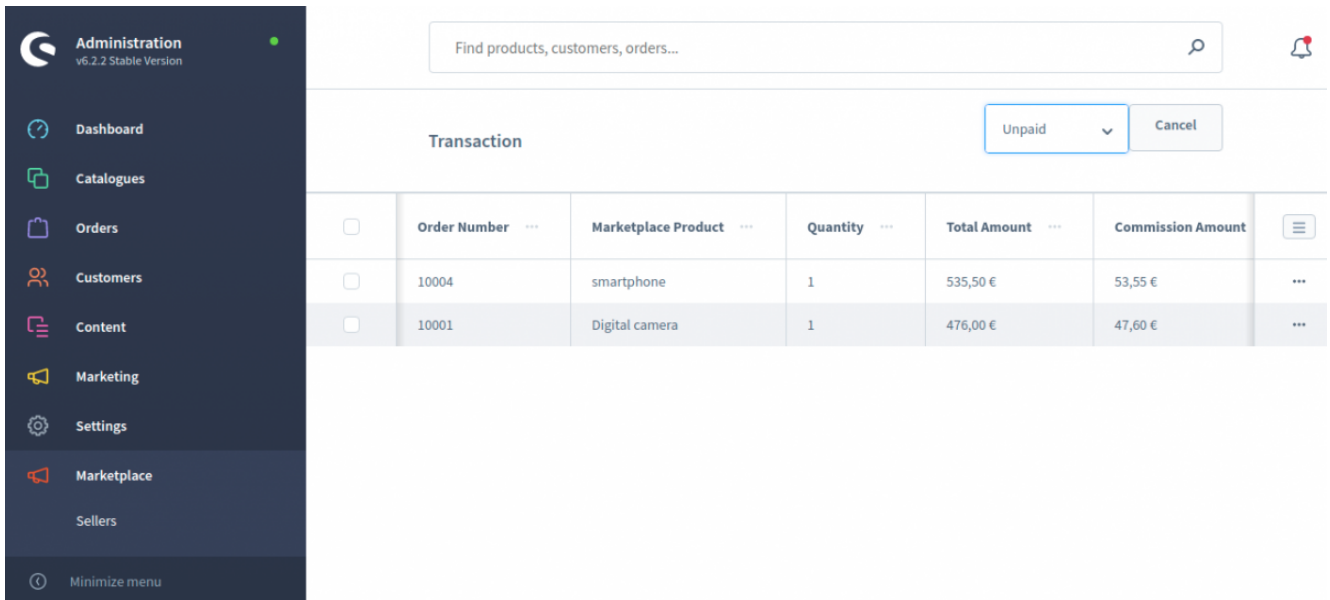 Administration
v6.2.2 Stable Version
Dashboard
Catalogues
Orders
Customers
Content
Marketing
Settings
Marketplace
Sellers
Minimize menu
Find products, customers, orders...
Transaction
Unpaid
Cancel
Order Number Marketplace Product Quantity Total Amount Commission Amount
10004 smartphone 1 535,50 € 53,55 €
10001 Digital camera 1 476,00 € 47,60 €